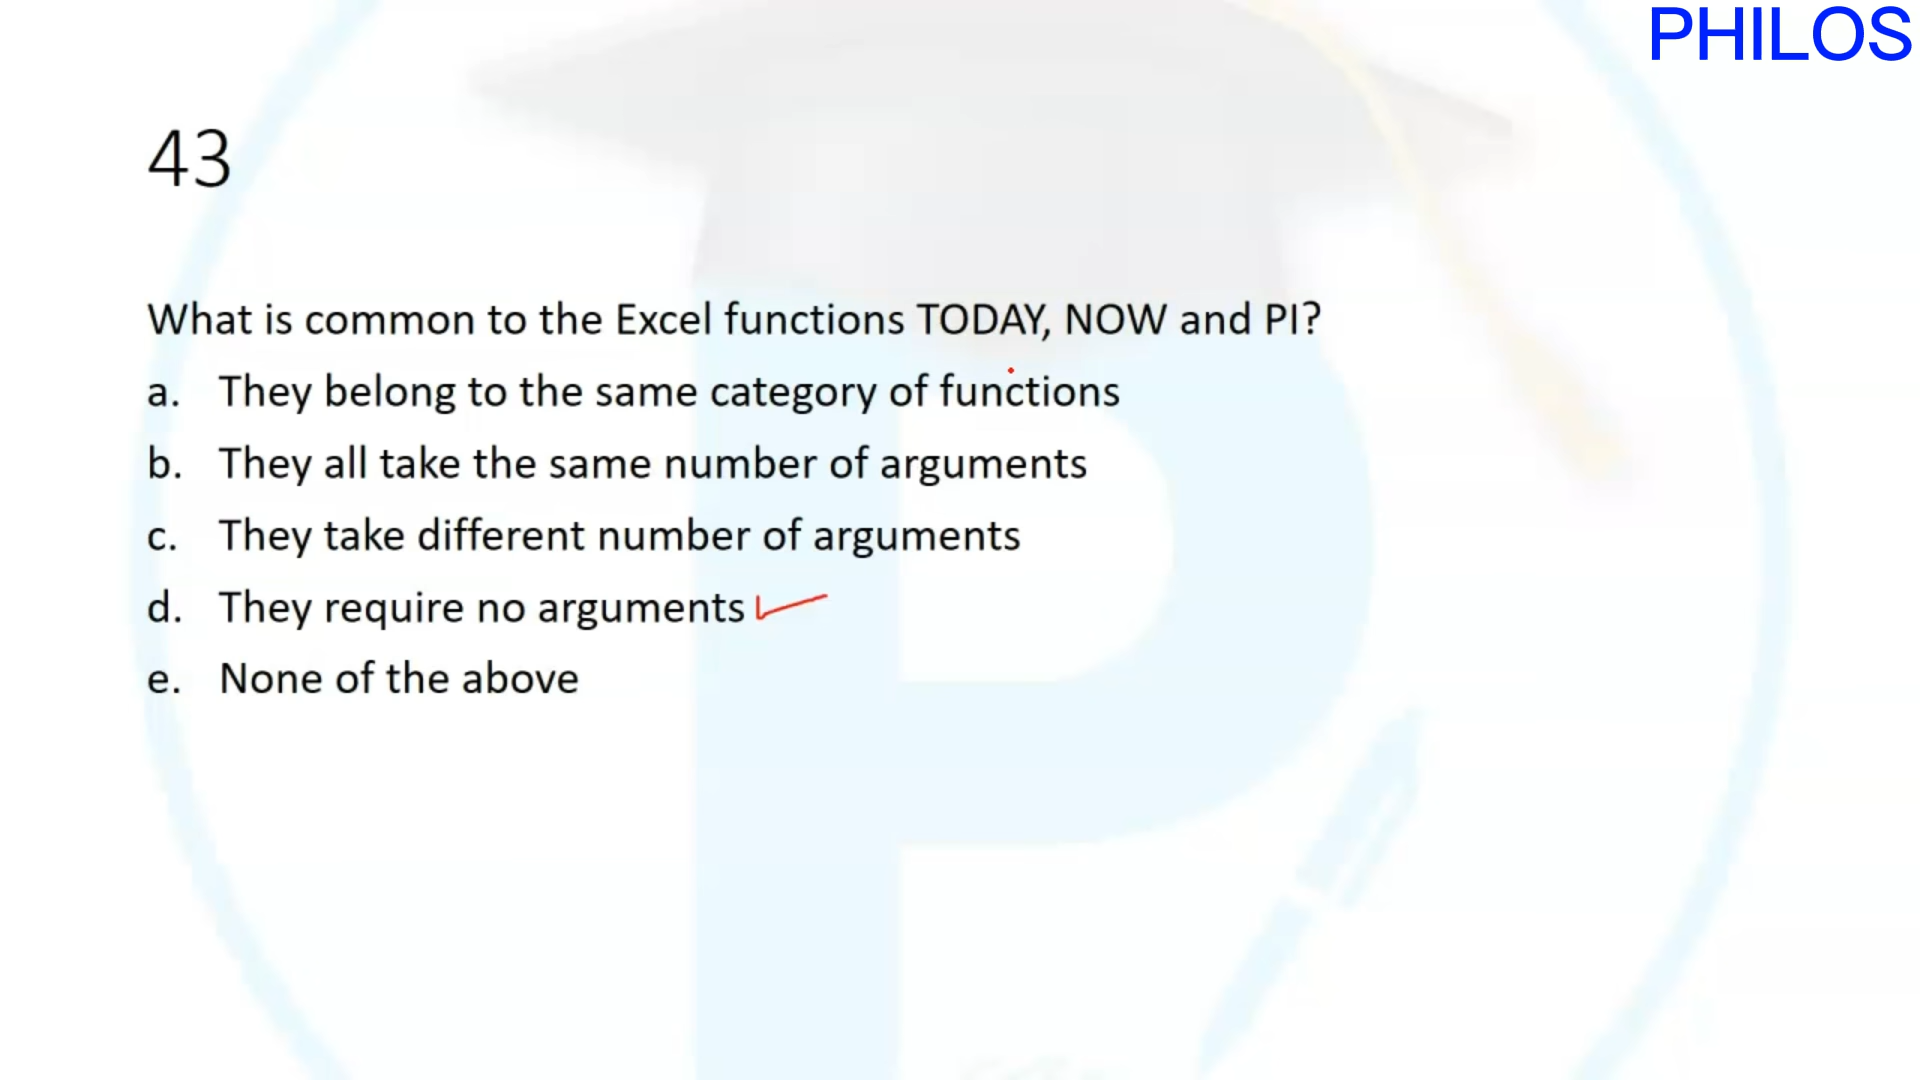 PHILOS
43
What is common to the Excel functions TODAY, NOW and PI?
a. They belong to the same category of functions
b. They all take the same number of arguments
c. They take different number of arguments
d. They require no arguments
e. None of the above